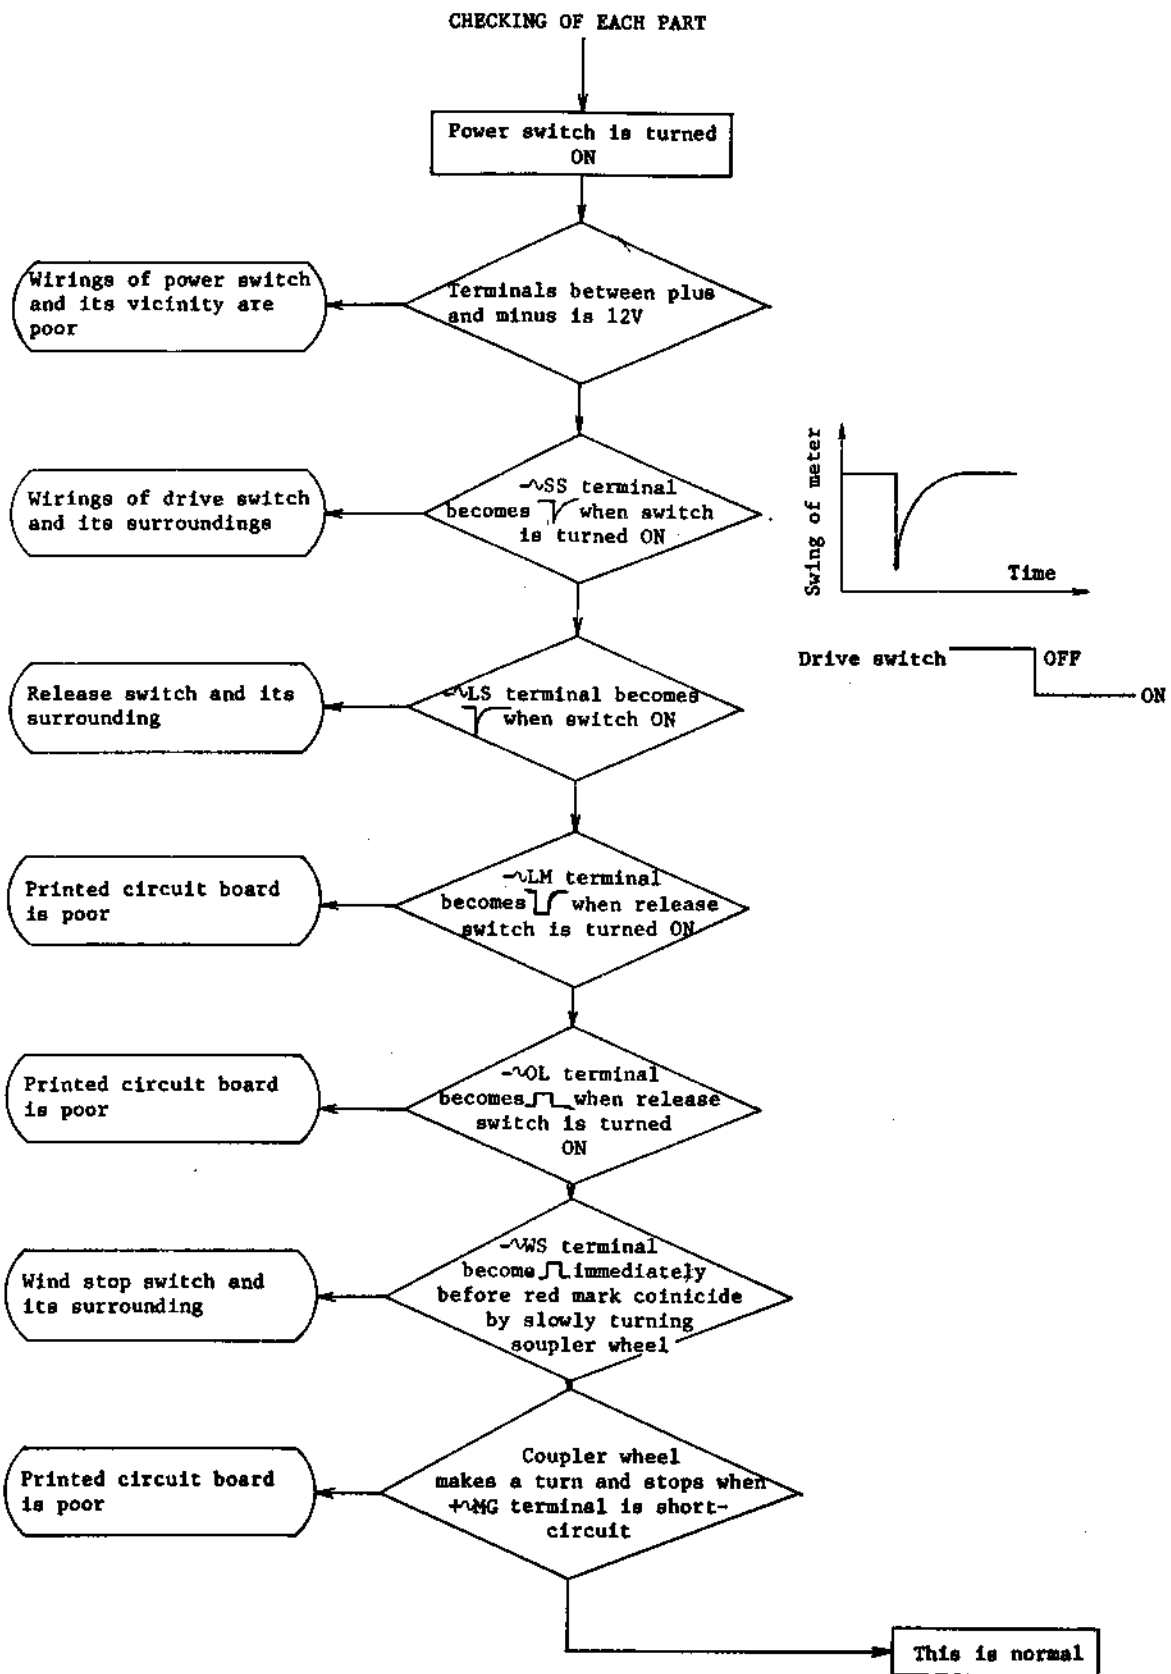 CHECKING OF EACH PART
Power switch is turned
ON
Wirings of power switch
and its vicinity are
poor
Terminals between plus
and minus is 12V
Wirings of drive switch
and its surroundings
-~SS terminal
becomes when switch
is turned ON
Swing of meter
Time
Drive switch
OFF
ON
Release switch and its
surrounding
-~LS terminal becomes
when switch ON
Printed circuit board
is poor
-~LM terminal
becomes when release
switch is turned ON
Printed circuit board
is poor
-~OL terminal
becomes when release
switch is turned
ON
Wind stop switch and
its surrounding
-~WS terminal
become immediately
before red mark coinicide
by slowly turning
soupler wheel
Printed circuit board
is poor
Coupler wheel
makes a turn and stops when
+~MG terminal is short-
circuit
This is normal